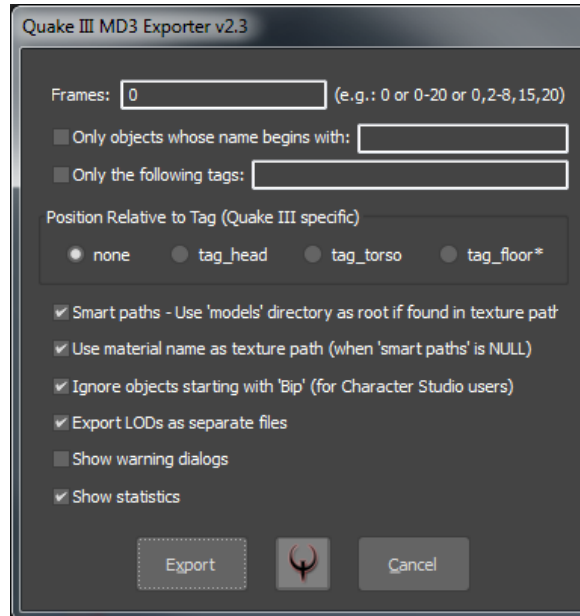 Quake III MD3 Exporter v2.3
Frames: 0 (e.g.: 0 or 0-20 or 0,2-8,15,20)
Only objects whose name begins with:
Only the following tags:
Position Relative to Tag (Quake III specific)
none tag_head tag_torso tag_floor*
Smart paths - Use 'models' directory as root if found in texture path
Use material name as texture path (when 'smart paths' is NULL)
Ignore objects starting with 'Bip' (for Character Studio users)
Export LODs as separate files
Show warning dialogs
Show statistics
Export Cancel